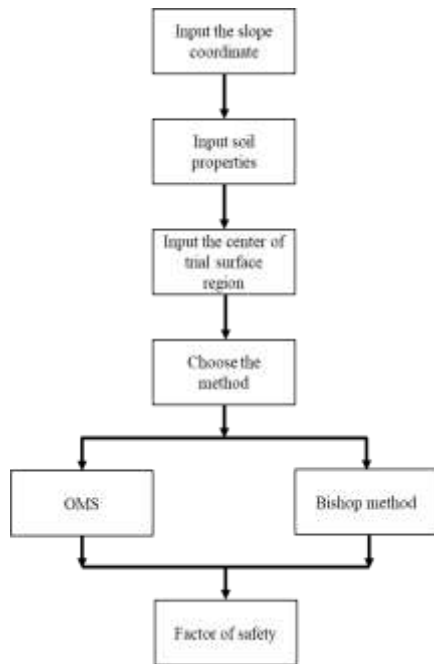 Input the slope
coordinate
Input soil
properties
Input the center of
trial surface
region
Choose the
method
OMS
Bishop method
Factor of safety